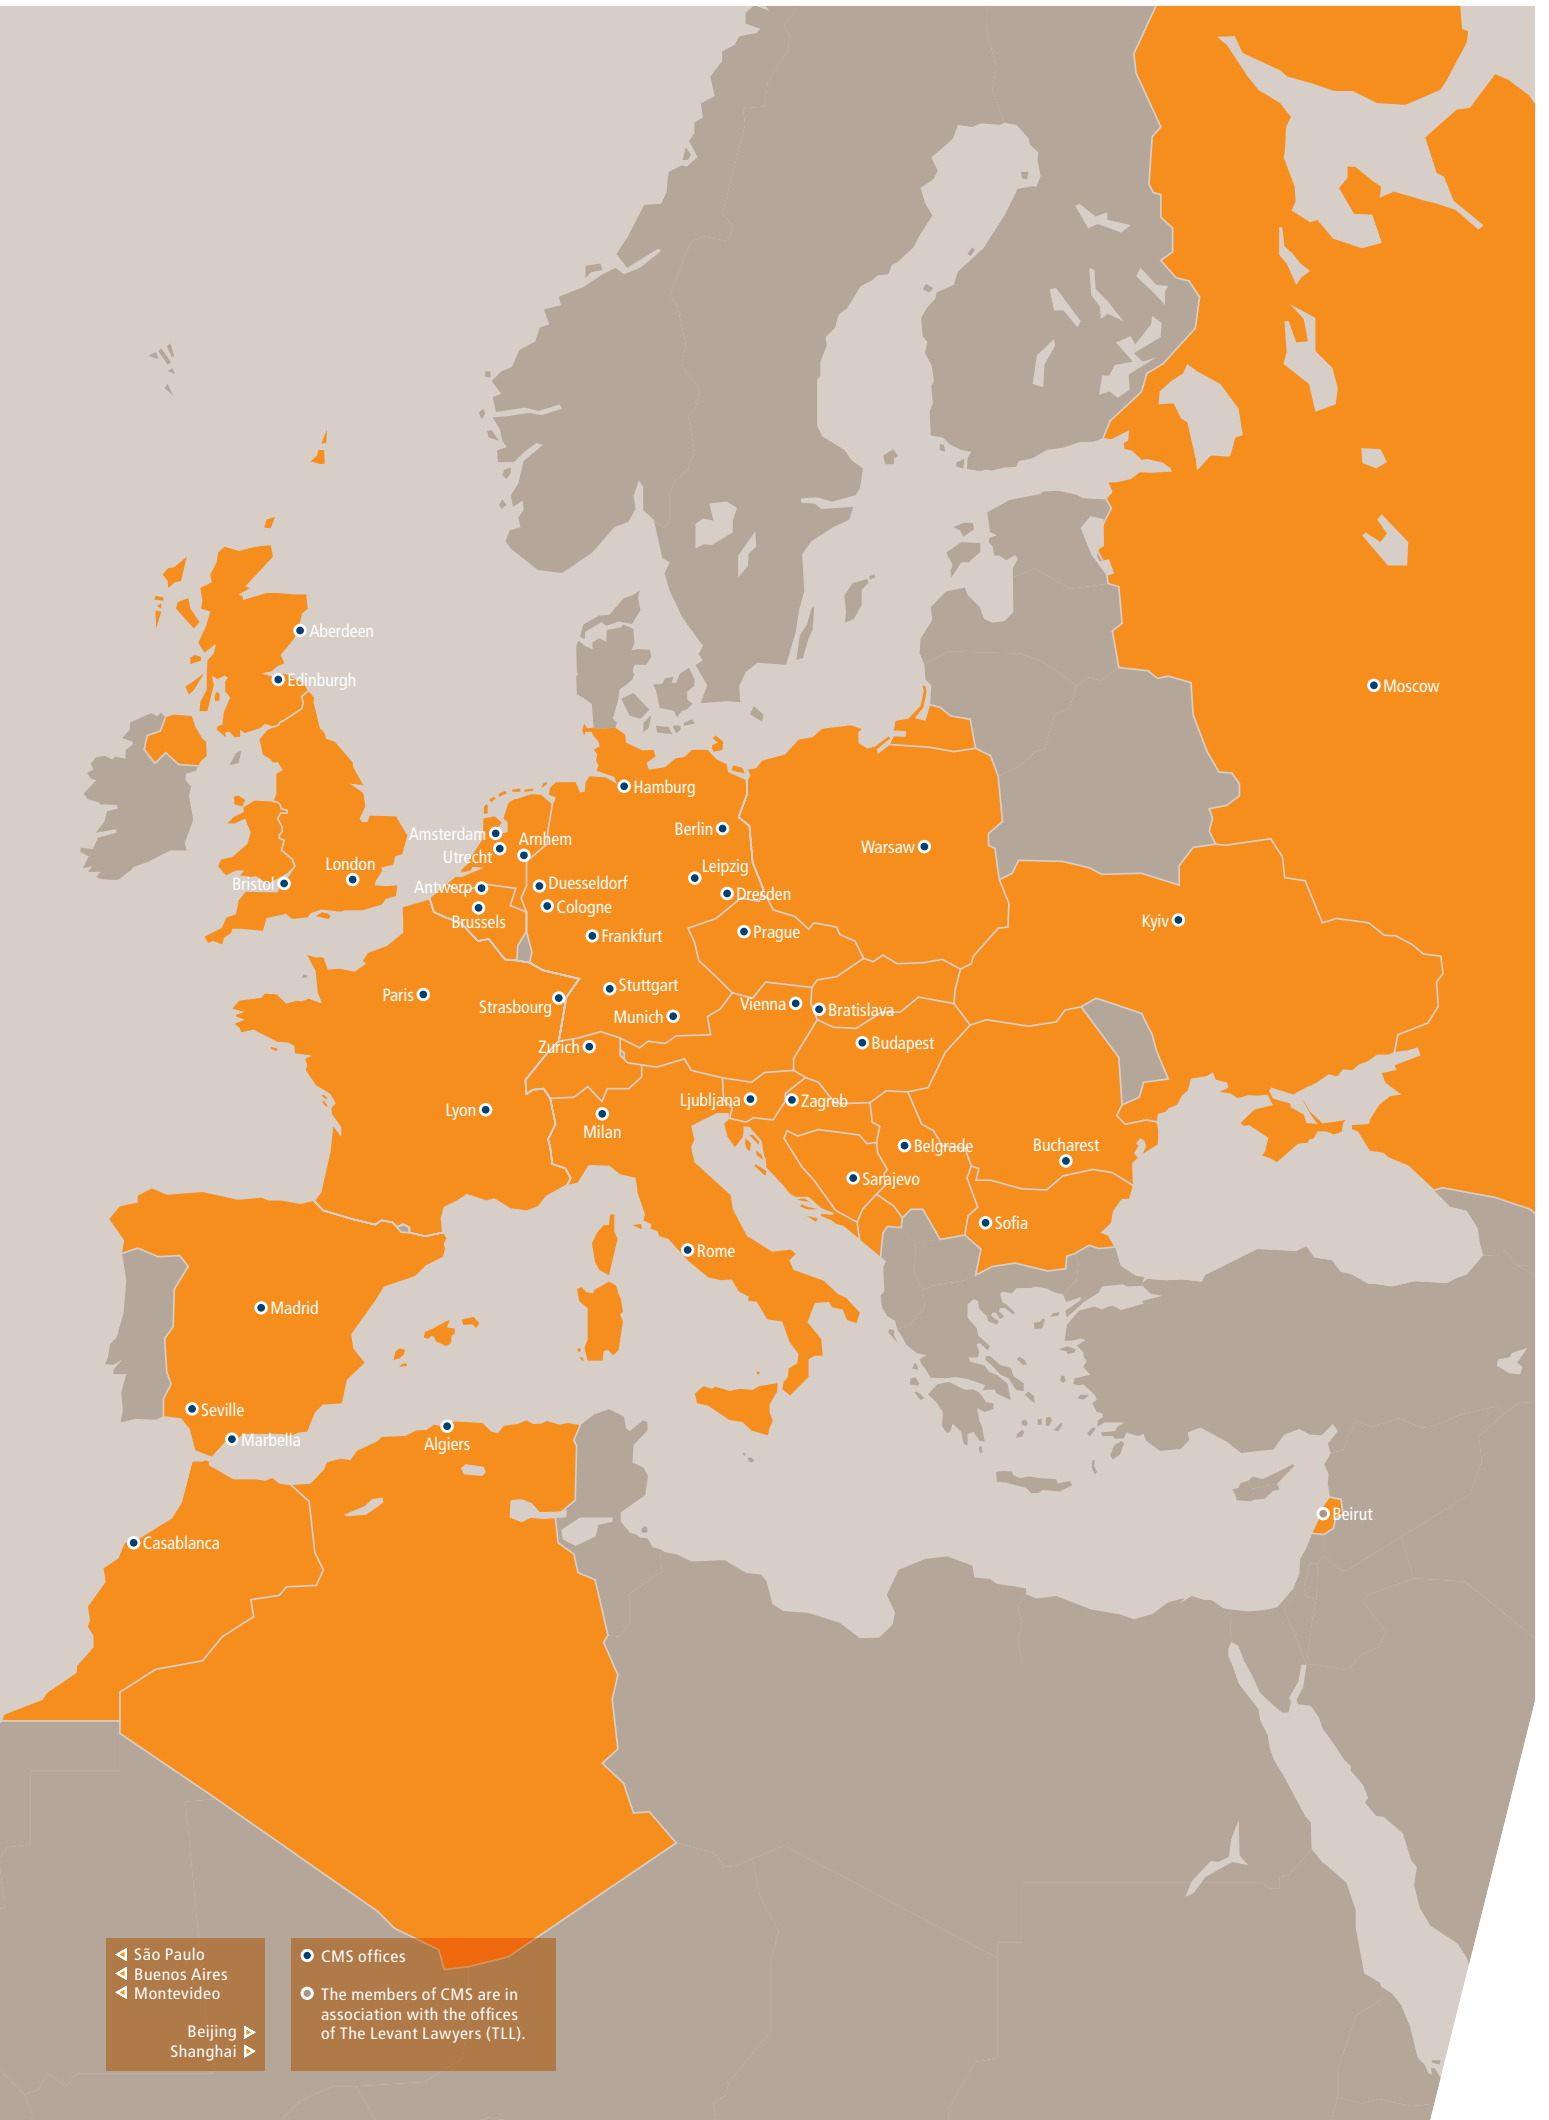 Aberdeen
Edinburgh
Moscow
Hamburg
Berlin
Amsterdam
Arnhem
Utrecht
Warsaw
London
Leipzig
Bristol
Antwerp
Duesseldorf
Dresden
Cologne
Brussels
Kyiv
Frankfurt
Prague
Stuttgart
Paris
Strasbourg
Vienna
Bratislava
Munich
Zurich
Budapest
Ljubljana
Zagreb
Lyon
Milan
Belgrade
Bucharest
Sarajevo
Sofia
Rome
Madrid
Seville
Marbella
Algiers
Beirut
Casablanca
São Paulo
Buenos Aires
Montevideo
Beijing
Shanghai
CMS offices
The members of CMS are in
association with the offices
of The Levant Lawyers (TLL).